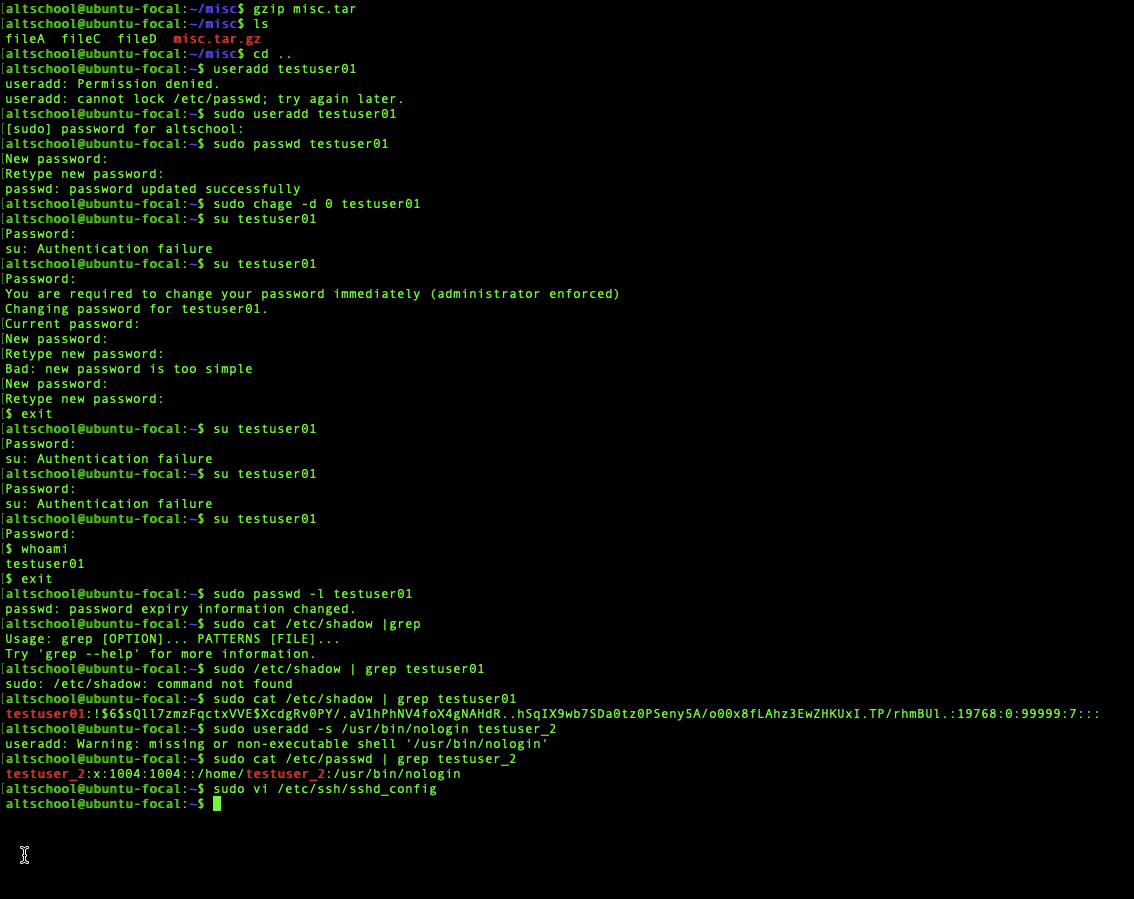 [altschool@ubuntu-focal:~/misc$ gzip misc.tar
[altschool@ubuntu-focal:~/misc$ ls
fileA  fileC  fileD  misc.tar.gz
[altschool@ubuntu-focal:~/misc$ cd ..
[altschool@ubuntu-focal:~$ useradd testuser01
useradd: Permission denied.
useradd: cannot lock /etc/passwd; try again later.
[altschool@ubuntu-focal:~$ sudo useradd testuser01
[[sudo] password for altschool:
[altschool@ubuntu-focal:~$ sudo passwd testuser01
[New password:
[Retype new password:
passwd: password updated successfully
[altschool@ubuntu-focal:~$ sudo chage -d 0 testuser01
[altschool@ubuntu-focal:~$ su testuser01
[Password:
su: Authentication failure
[altschool@ubuntu-focal:~$ su testuser01
[Password:
You are required to change your password immediately (administrator enforced)
Changing password for testuser01.
[Current password:
[New password:
[Retype new password:
Bad: new password is too simple
[New password:
[Retype new password:
[$ exit
[altschool@ubuntu-focal:~$ su testuser01
[Password:
su: Authentication failure
[altschool@ubuntu-focal:~$ su testuser01
[Password:
su: Authentication failure
[altschool@ubuntu-focal:~$ su testuser01
[Password:
[$ whoami
testuser01
[$ exit
[altschool@ubuntu-focal:~$ sudo passwd -l testuser01
passwd: password expiry information changed.
[altschool@ubuntu-focal:~$ sudo cat /etc/shadow |grep
Usage: grep [OPTION]... PATTERNS [FILE]...
Try 'grep --help' for more information.
[altschool@ubuntu-focal:~$ sudo /etc/shadow | grep testuser01
sudo: /etc/shadow: command not found
[altschool@ubuntu-focal:~$ sudo cat /etc/shadow | grep testuser01
testuser01:!$6$sQll7zmzFqctxVVE$XcdgRv0PY/.aV1hPhNV4foX4gNAHdR..hSqIX9wb7SDa0tz0PSeny5A/o00x8fLAhz3EwZHKUxI.TP/rhmBUl.:19768:0:99999:7:::
[altschool@ubuntu-focal:~$ sudo useradd -s /usr/bin/nologin testuser_2
useradd: Warning: missing or non-executable shell '/usr/bin/nologin'
[altschool@ubuntu-focal:~$ sudo cat /etc/passwd | grep testuser_2
testuser_2:x:1004:1004::/home/testuser_2:/usr/bin/nologin
[altschool@ubuntu-focal:~$ sudo vi /etc/ssh/sshd_config
altschool@ubuntu-focal:~$